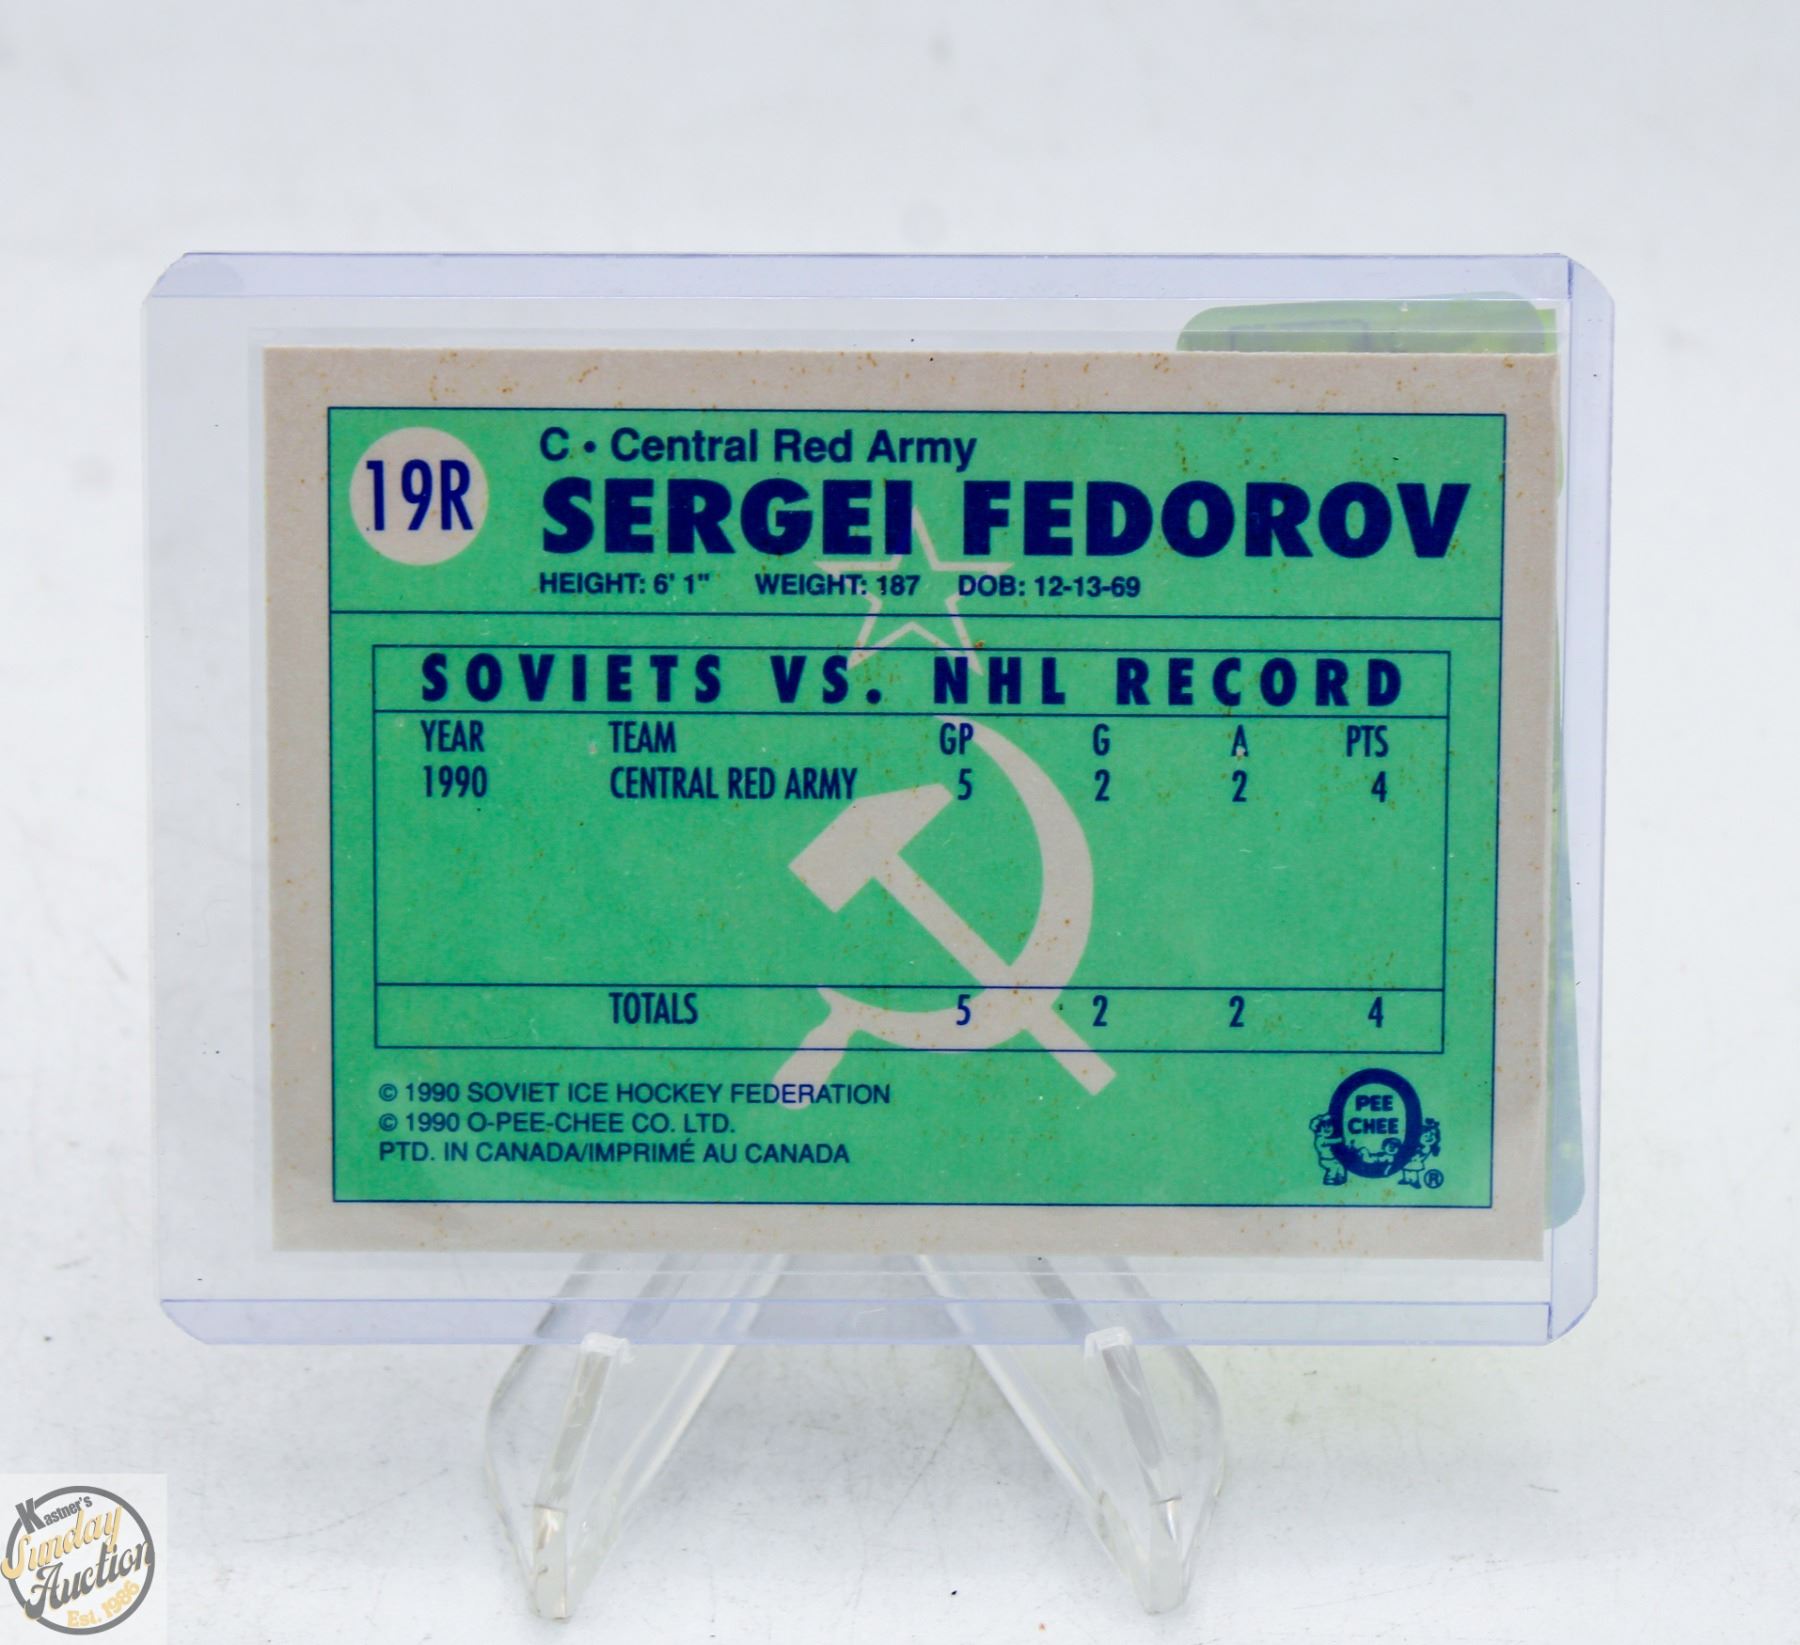 19R
C • Central Red Army
SERGEI FEDOROV
HEIGHT: 6' 1" WEIGHT: 187 DOB: 12-13-69
SOVIETS VS. NHL RECORD
YEAR TEAM GP G A PTS
1990 CENTRAL RED ARMY 5 2 2 4
TOTALS 5 2 2 4
© 1990 SOVIET ICE HOCKEY FEDERATION
© 1990 O-PEE-CHEE CO. LTD.
PTD. IN CANADA/IMPRIMÉ AU CANADA
O
PEE
CHEE
®
Kastner's
Sunday
Auction
Est. 1986